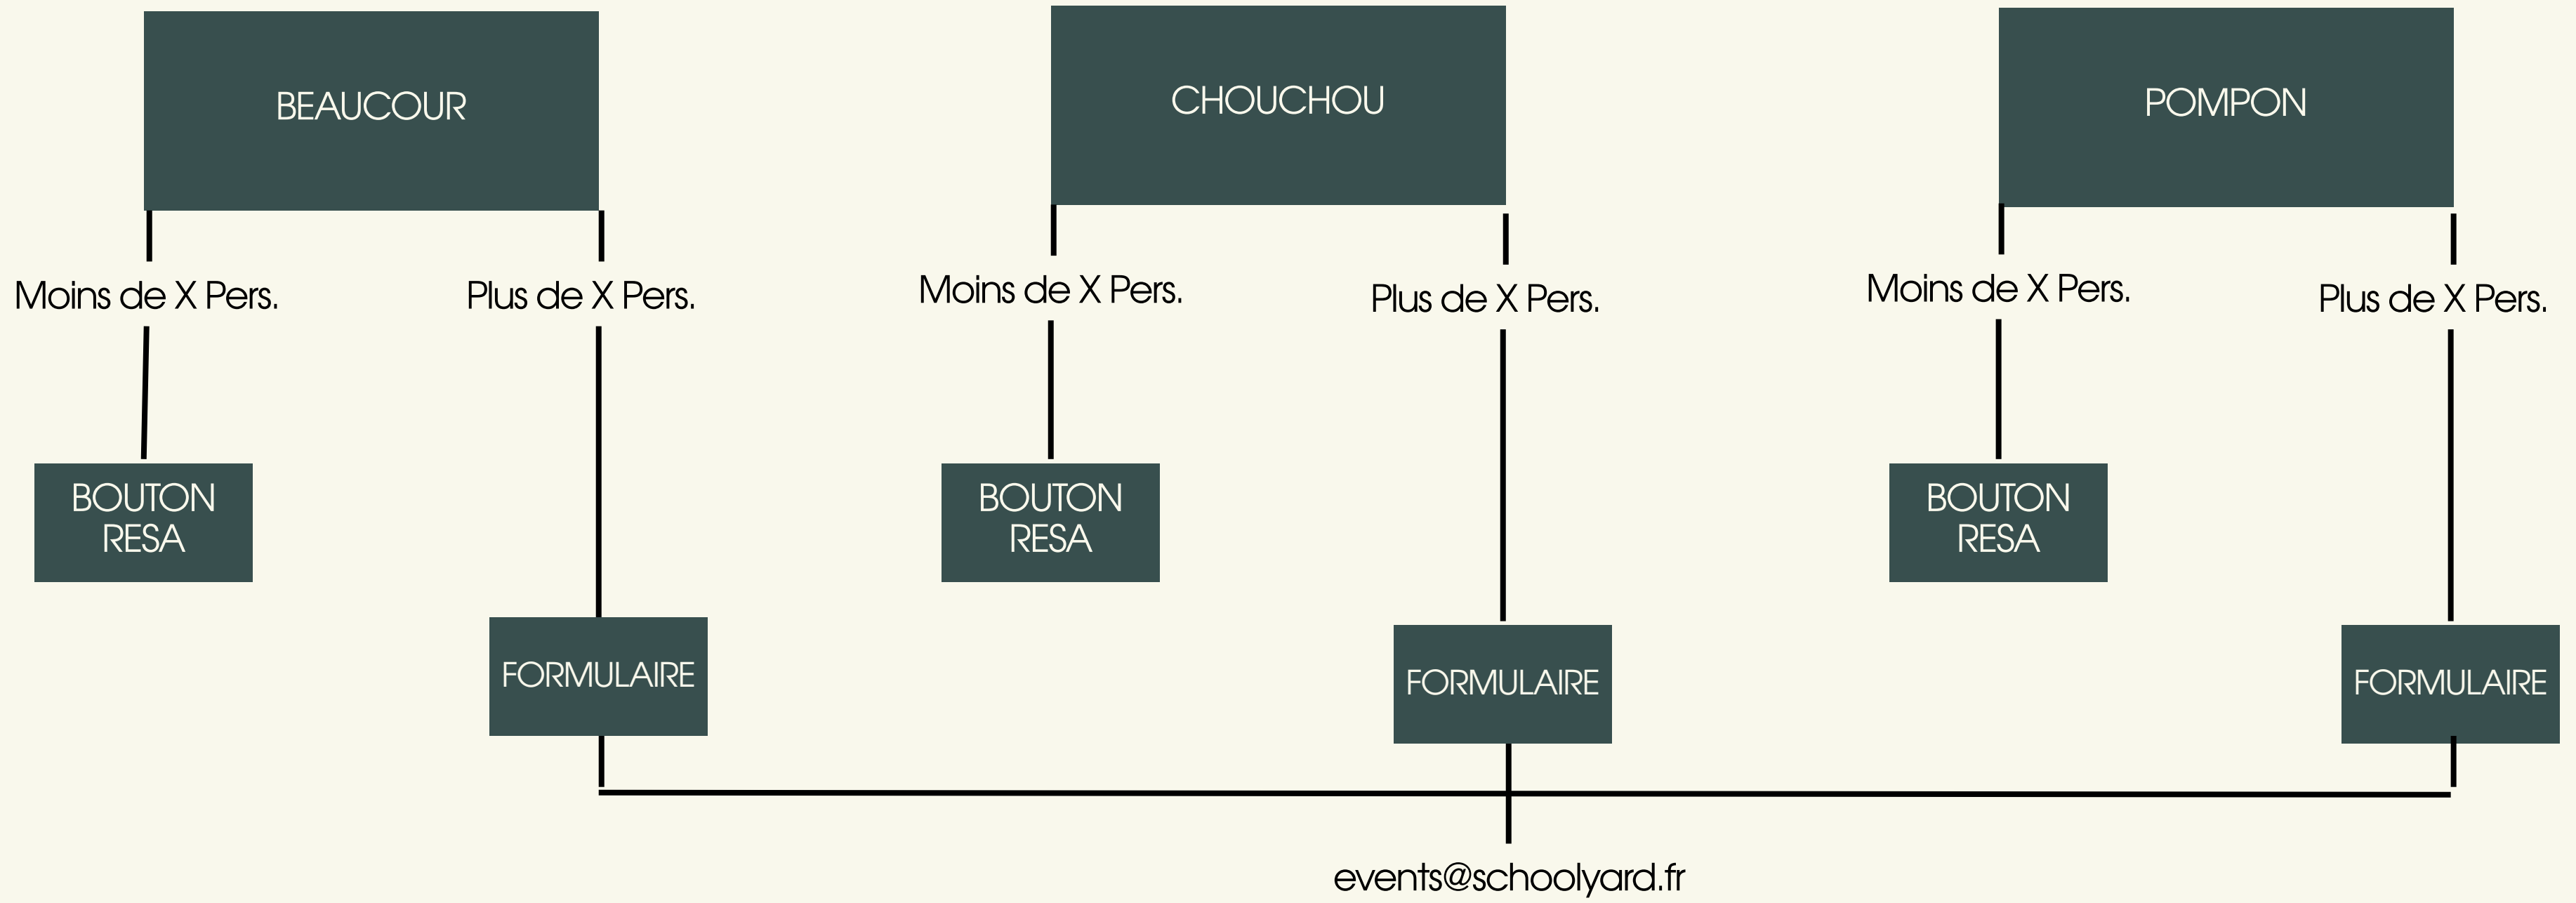 BEAUCOUR
CHOUCHOU
POMPON
Moins de X Pers.
Plus de X Pers.
Moins de X Pers.
Plus de X Pers.
Moins de X Pers.
Plus de X Pers.
BOUTON
RESA
BOUTON
RESA
BOUTON
RESA
FORMULAIRE
FORMULAIRE
FORMULAIRE
events@schoolyard.fr